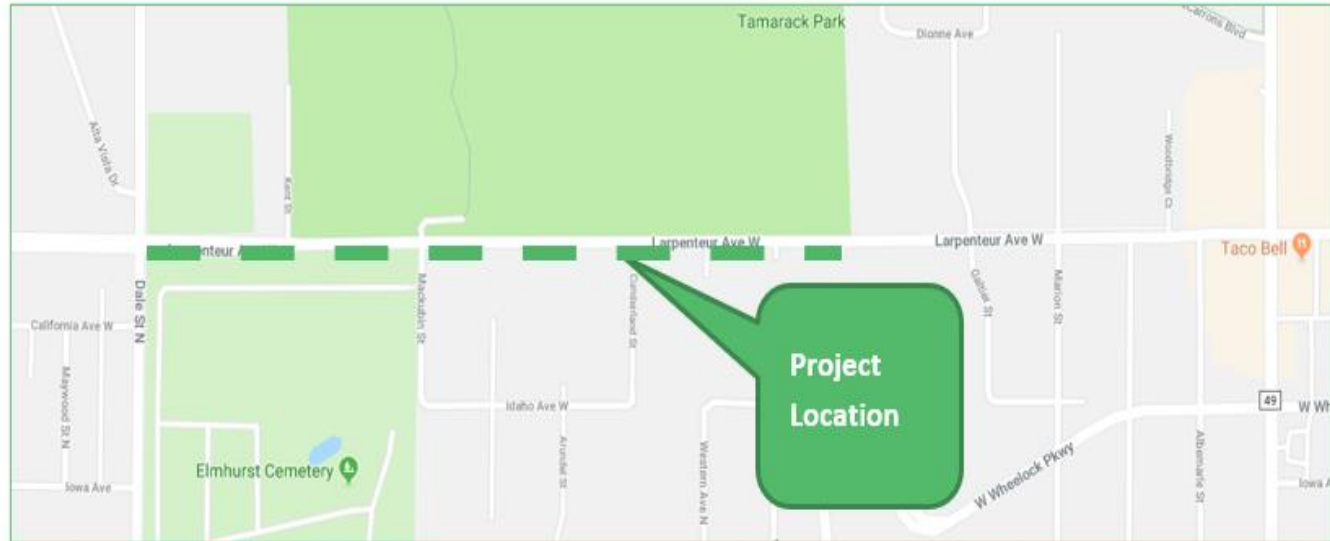 Tamarack Park
cCarrons Blvd
Dionne Ave
Alta Vista Dr
Kent St
Woodbridge Ct
Larpenteur Ave W
Larpenteur Ave W
Taco Bell
Dale St N
Mackubin St
Cumberland St
Galtier St
Marion St
California Ave W
Maywood St N
Project
Location
Idaho Ave W
49
W Wh
Arundel St
Western Ave N
W Wheelock Pkwy
Albemarle St
Elmhurst Cemetery
Iowa Ave
Iowa A